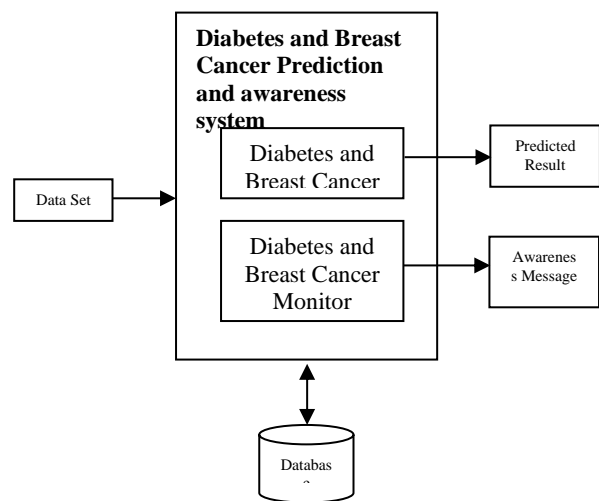 Diabetes and Breast
Cancer Prediction
and awareness
system
Diabetes and
Breast Cancer
Predicted
Result
Data Set
Diabetes and
Breast Cancer
Monitor
Awarenes
s Message
Databas